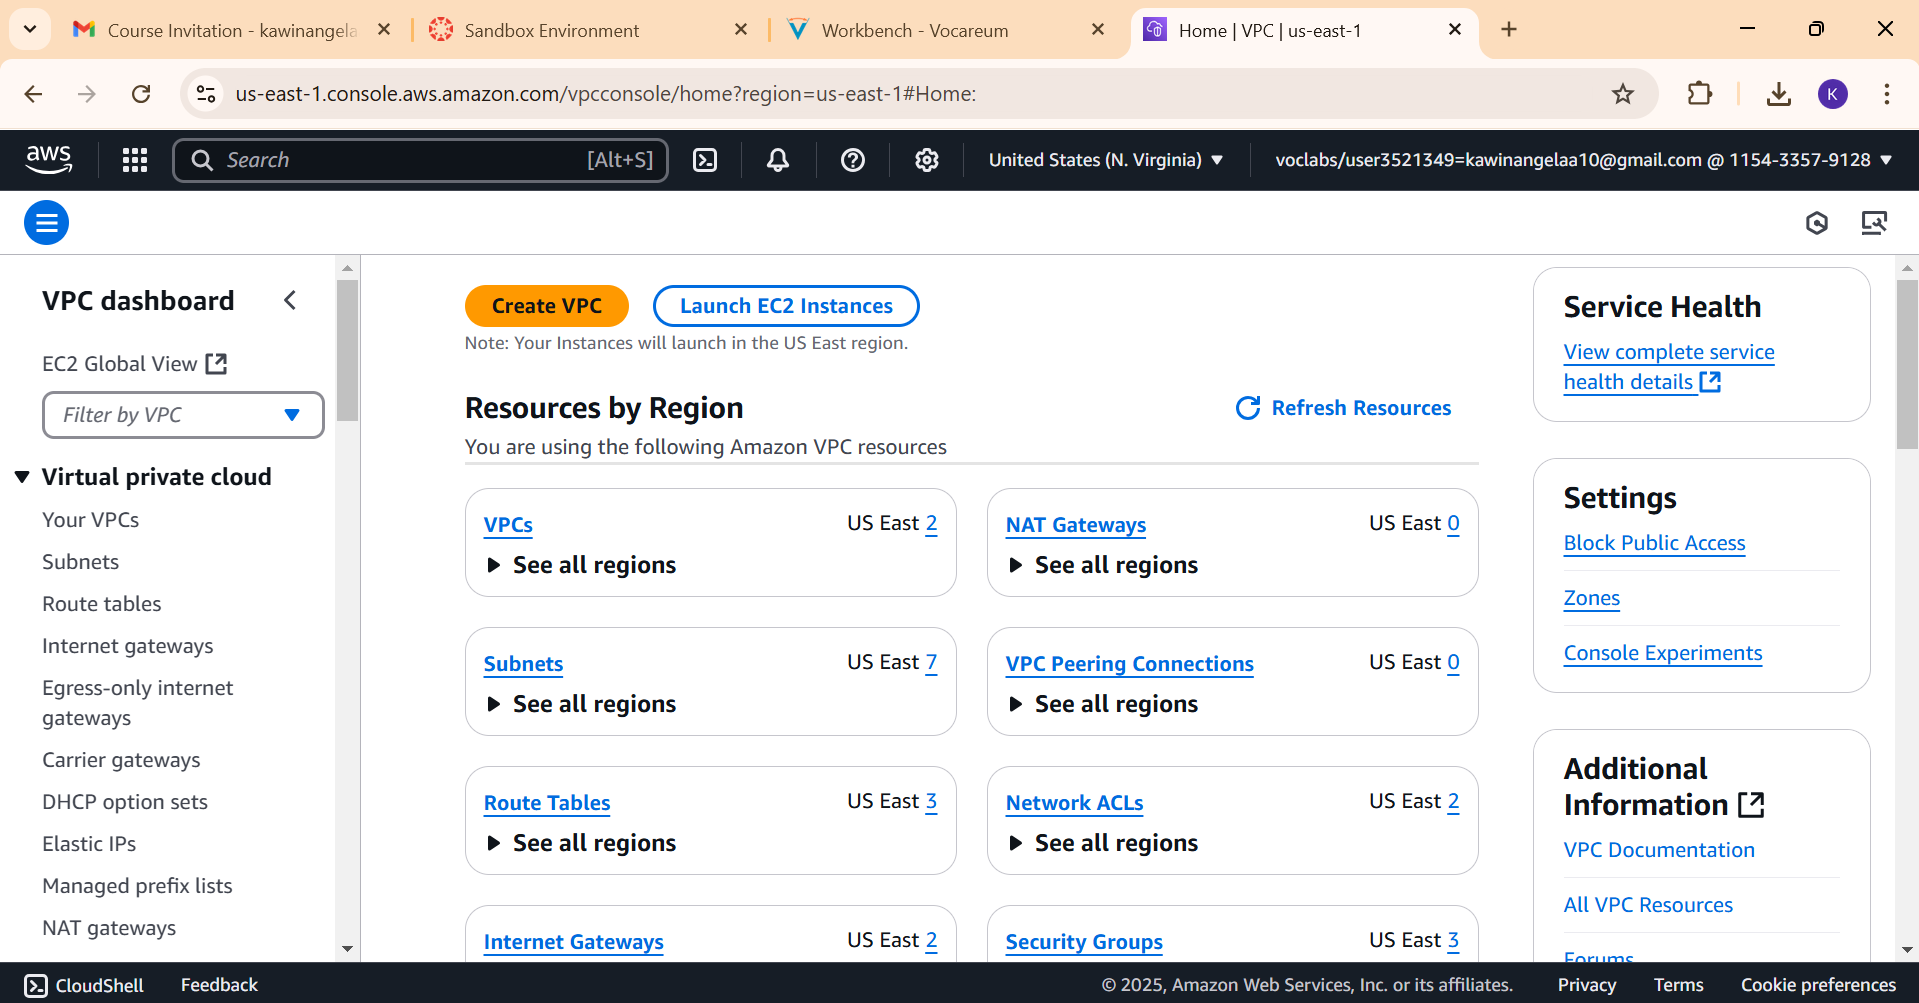 Course Invitation - kawinangela
Sandbox Environment
Workbench - Vocareum
Home | VPC | us-east-1
us-east-1.console.aws.amazon.com/vpcconsole/home?region=us-east-1#Home:
K
aws
Search
[Alt+S]
United States (N. Virginia)
voclabs/user3521349=kawinangelaa10@gmail.com @ 1154-3357-9128
VPC dashboard
EC2 Global View
Filter by VPC
Virtual private cloud
Your VPCs
Subnets
Route tables
Internet gateways
Egress-only internet
gateways
Carrier gateways
DHCP option sets
Elastic IPs
Managed prefix lists
NAT gateways
Create VPC
Launch EC2 Instances
Note: Your Instances will launch in the US East region.
Resources by Region
Refresh Resources
You are using the following Amazon VPC resources
VPCs
US East 2
See all regions
NAT Gateways
US East 0
See all regions
Subnets
US East 7
See all regions
VPC Peering Connections
US East 0
See all regions
Route Tables
US East 3
See all regions
Network ACLs
US East 2
See all regions
Internet Gateways
US East 2
Security Groups
US East 3
Service Health
View complete service
health details
Settings
Block Public Access
Zones
Console Experiments
Additional
Information
VPC Documentation
All VPC Resources
Forums
CloudShell
Feedback
© 2025, Amazon Web Services, Inc. or its affiliates.
Privacy
Terms
Cookie preferences